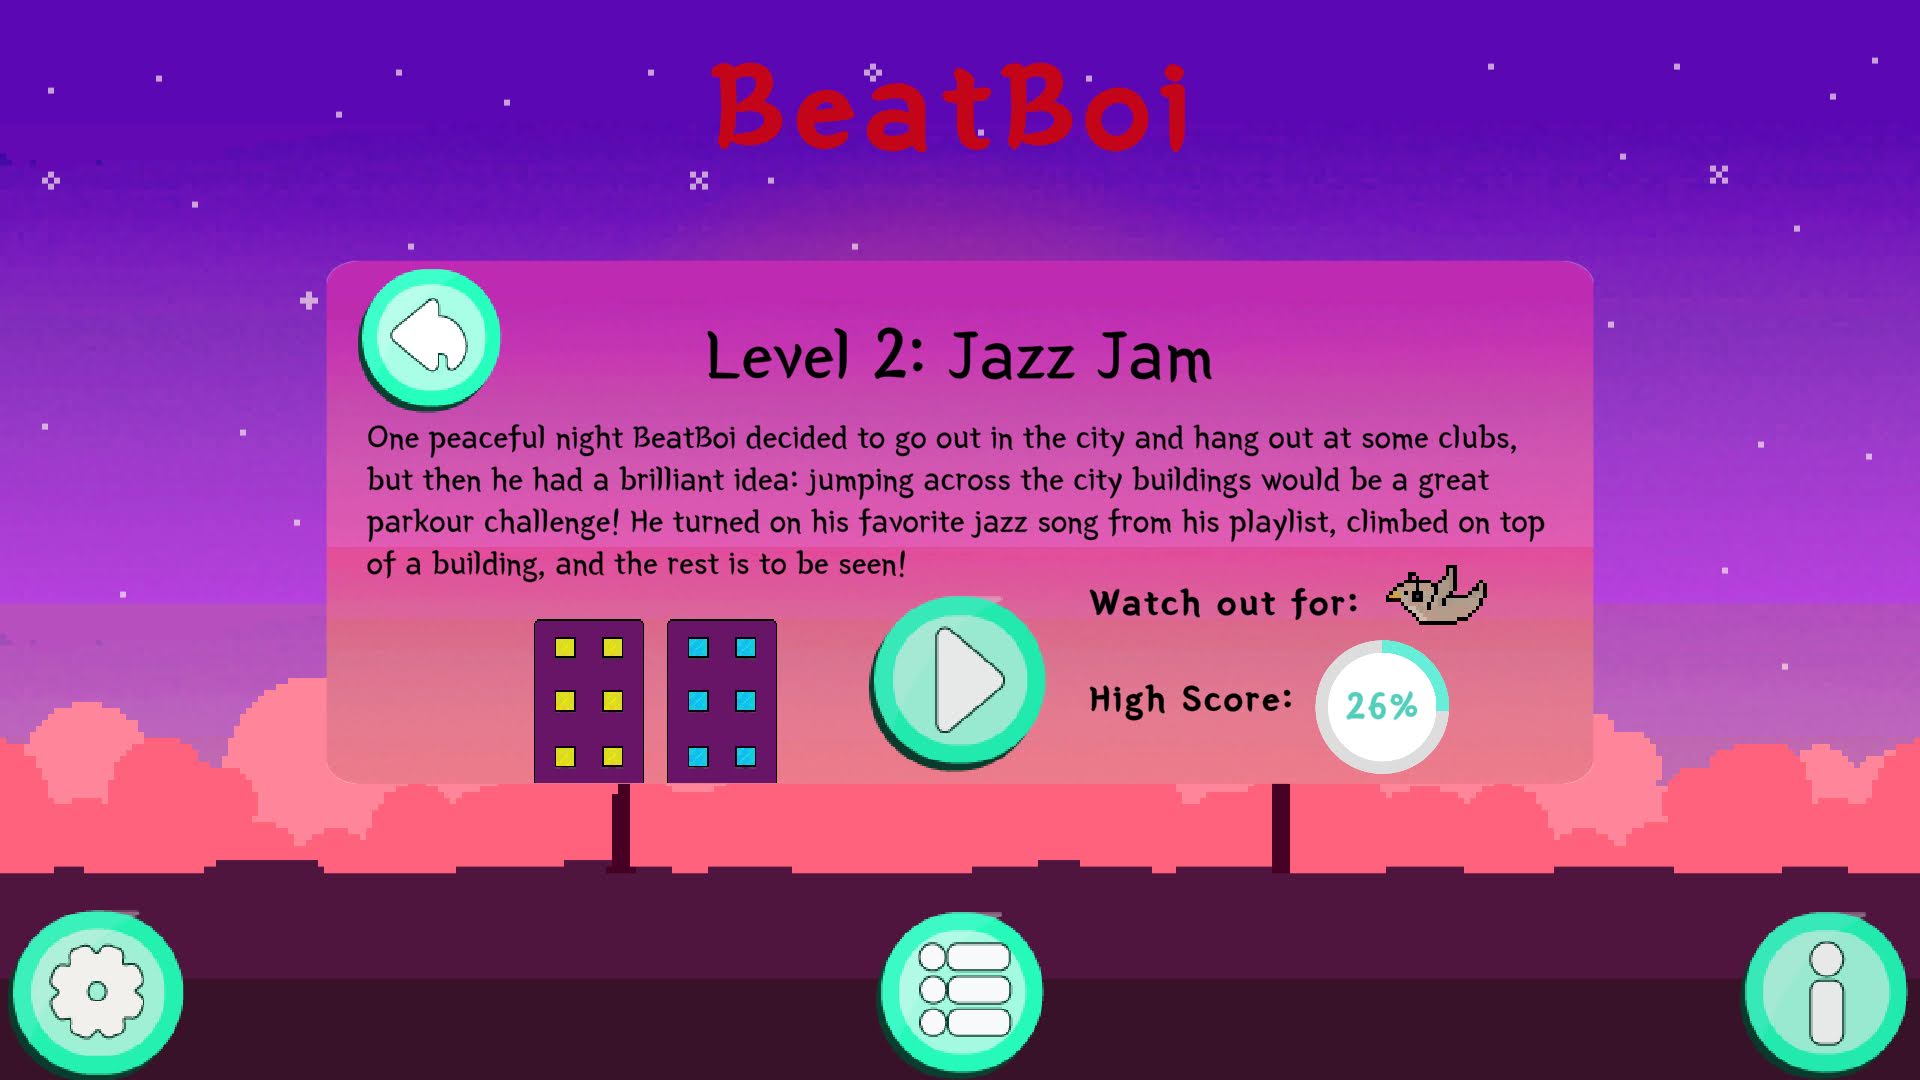 BeatBoi
Level 2: Jazz Jam
One peaceful night BeatBoi decided to go out in the city and hang out at some clubs,
but then he had a brilliant idea: jumping across the city buildings would be a great
parkour challenge! He turned on his favorite jazz song from his playlist, climbed on top
of a building, and the rest is to be seen!
Watch out for:
High Score: 26%